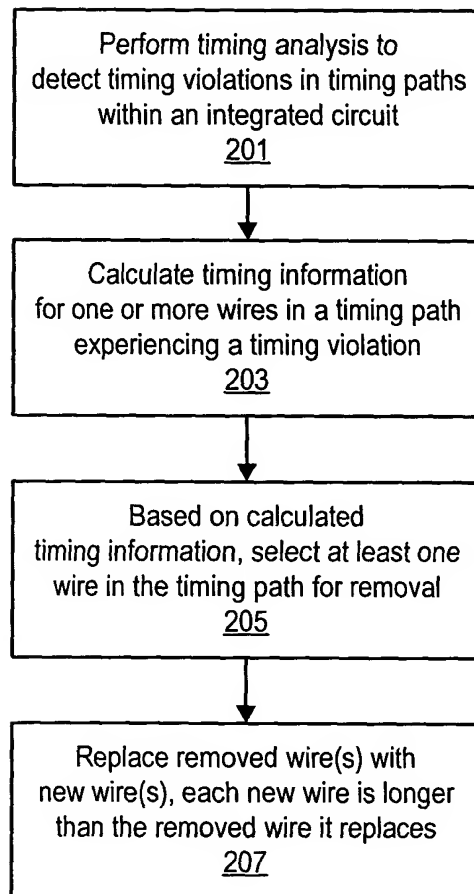 Perform timing analysis to
detect timing violations in timing paths
within an integrated circuit
201
Calculate timing information
for one or more wires in a timing path
experiencing a timing violation
203
Based on calculated
timing information, select at least one
wire in the timing path for removal
205
Replace removed wire(s) with
new wire(s), each new wire is longer
than the removed wire it replaces
207